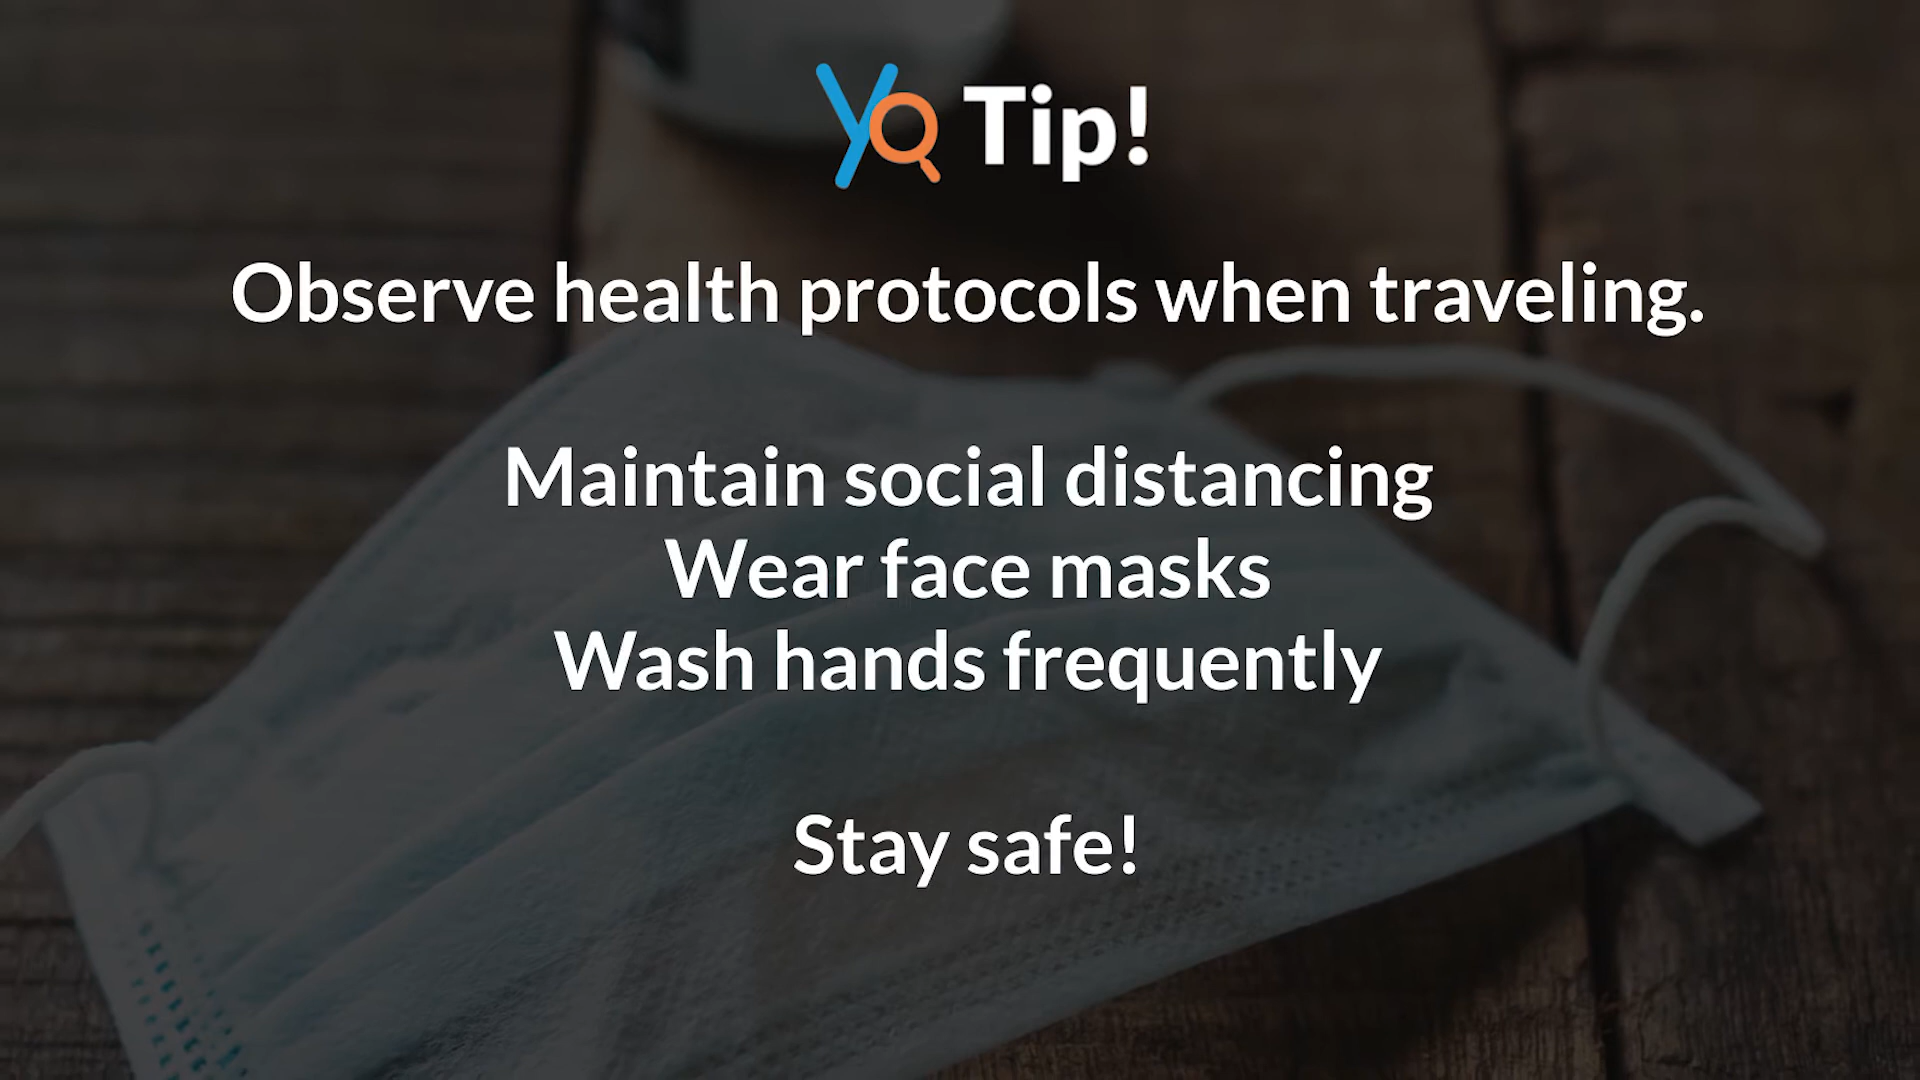 YQ Tip!
Observe health protocols when traveling.
Maintain social distancing
Wear face masks
Wash hands frequently
Stay safe!